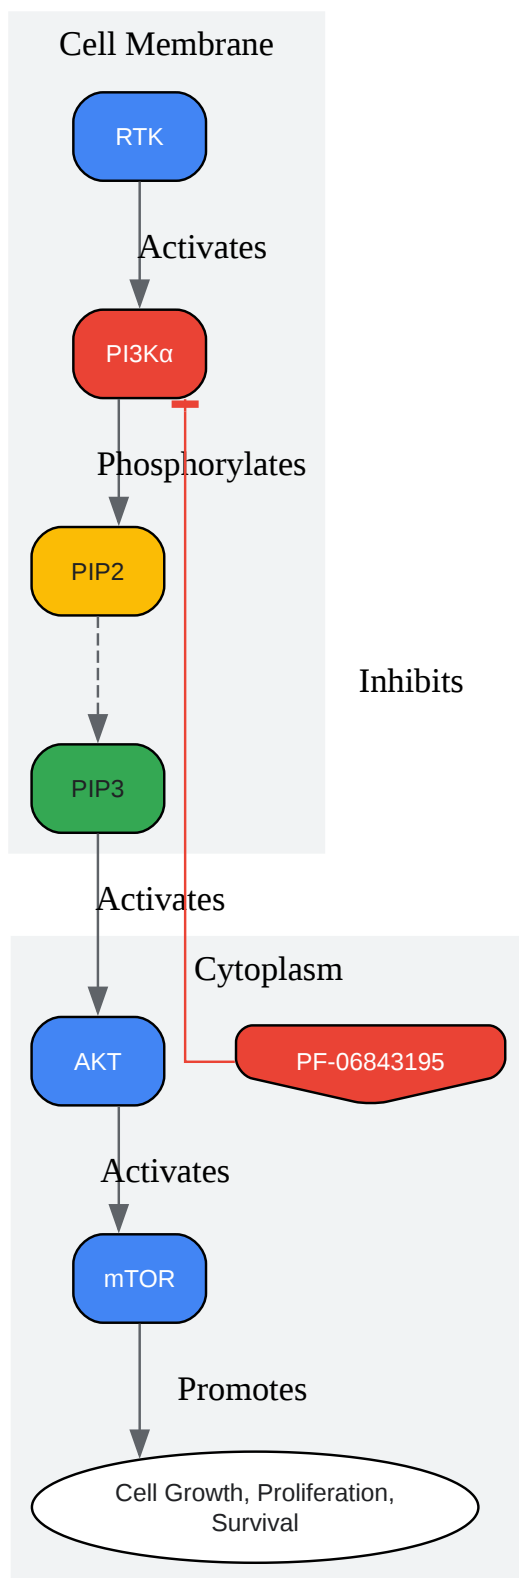 Cell Membrane
RTK
Activates
PI3Kα
Phosphorylates
PIP2
Inhibits
PIP3
Activates
Cytoplasm
AKT
PF-06843195
Activates
mTOR
Promotes
Cell Growth, Proliferation,
Survival